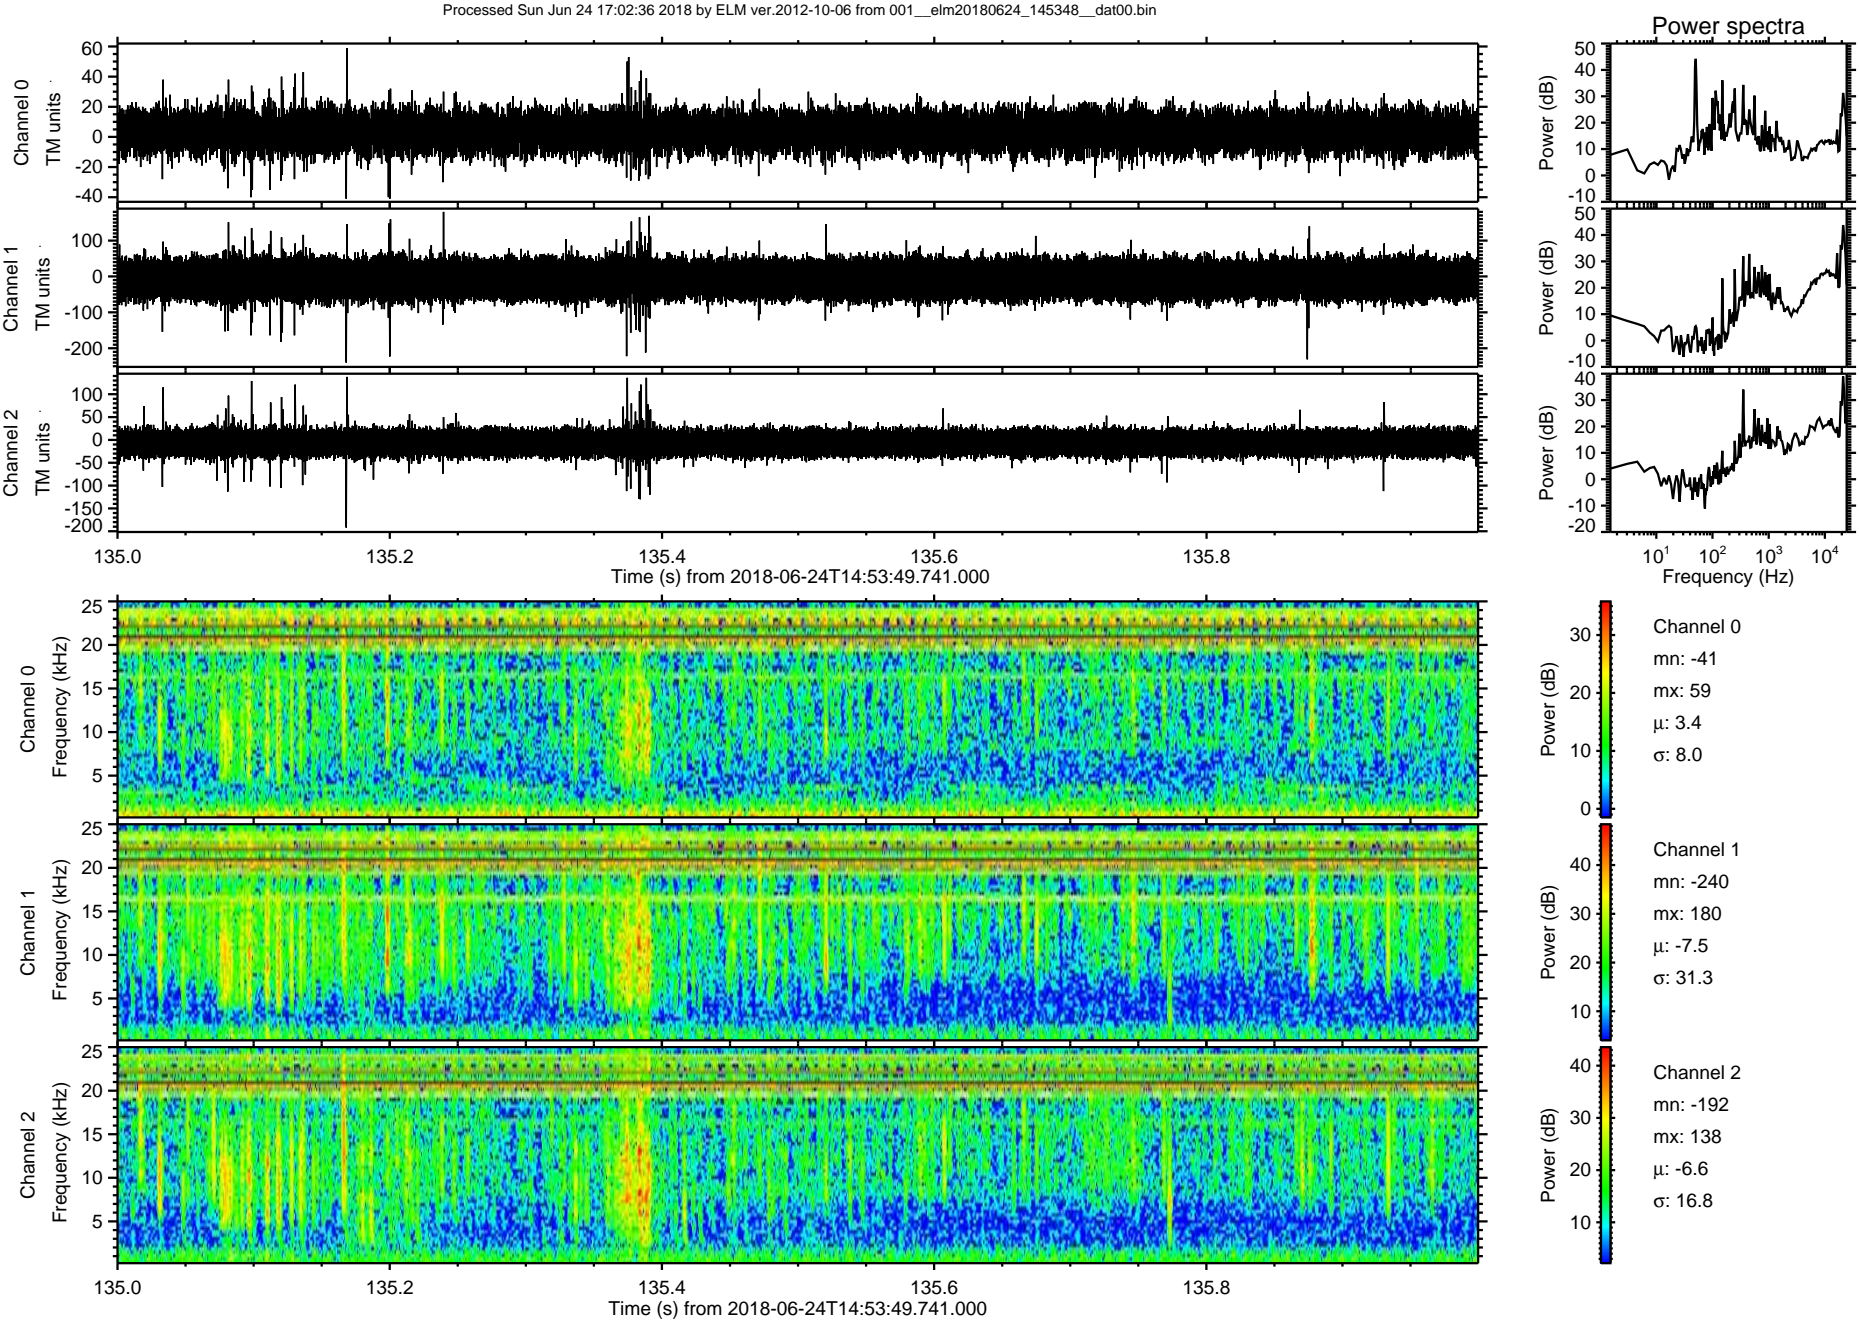 Processed Sun Jun 24 17:02:36 2018 by ELM ver.2012-10-06 from 001__elm20180624_145348__dat00.bin
Power spectra
Channel 0
TM units
60
40
20
0
-20
-40
Power (dB)
50
40
30
20
10
0
-10
Channel 1
TM units
100
0
-100
-200
Power (dB)
50
40
30
20
10
0
-10
Channel 2
TM units
100
50
0
-50
-100
-150
-200
Power (dB)
40
30
20
10
0
-10
-20
135.0 135.2 135.4 135.6 135.8
Time (s) from 2018-06-24T14:53:49.741.000
10¹ 10² 10³ 10⁴
Frequency (Hz)
Channel 0
Frequency (kHz)
25
20
15
10
5
Power (dB)
30
20
10
0
Channel 0
mn: -41
mx: 59
μ: 3.4
σ: 8.0
Channel 1
Frequency (kHz)
25
20
15
10
5
Power (dB)
40
30
20
10
Channel 1
mn: -240
mx: 180
μ: -7.5
σ: 31.3
Channel 2
Frequency (kHz)
25
20
15
10
5
Power (dB)
40
30
20
10
Channel 2
mn: -192
mx: 138
μ: -6.6
σ: 16.8
135.0 135.2 135.4 135.6 135.8
Time (s) from 2018-06-24T14:53:49.741.000